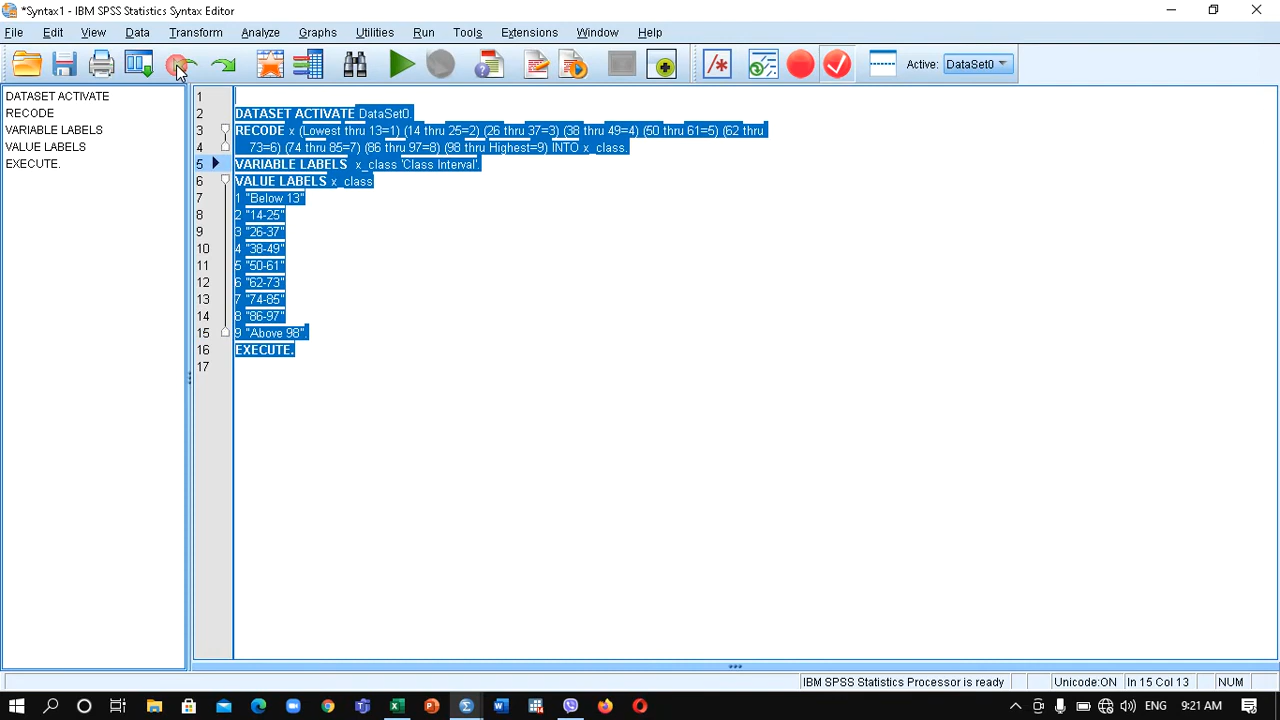 *Syntax1 - IBM SPSS Statistics Syntax Editor
File Edit View Data Transform Analyze Graphs Utilities Run Tools Extensions Window Help
Active: DataSet0
DATASET ACTIVATE
RECODE
VARIABLE LABELS
VALUE LABELS
EXECUTE.
1
2 DATASET ACTIVATE DataSet0.
3 RECODE x (Lowest thru 13=1) (14 thru 25=2) (26 thru 37=3) (38 thru 49=4) (50 thru 61=5) (62 thru
4 73=6) (74 thru 85=7) (86 thru 97=8) (98 thru Highest=9) INTO x_class.
5 VARIABLE LABELS x_class 'Class Interval'.
6 VALUE LABELS x_class
7 1 "Below 13"
8 2 "14-25"
9 3 "26-37"
10 4 "38-49"
11 5 "50-61"
12 6 "62-73"
13 7 "74-85"
14 8 "86-97"
15 9 "Above 98".
16 EXECUTE.
17
IBM SPSS Statistics Processor is ready Unicode:ON In 15 Col 13 NUM
9:21 AM